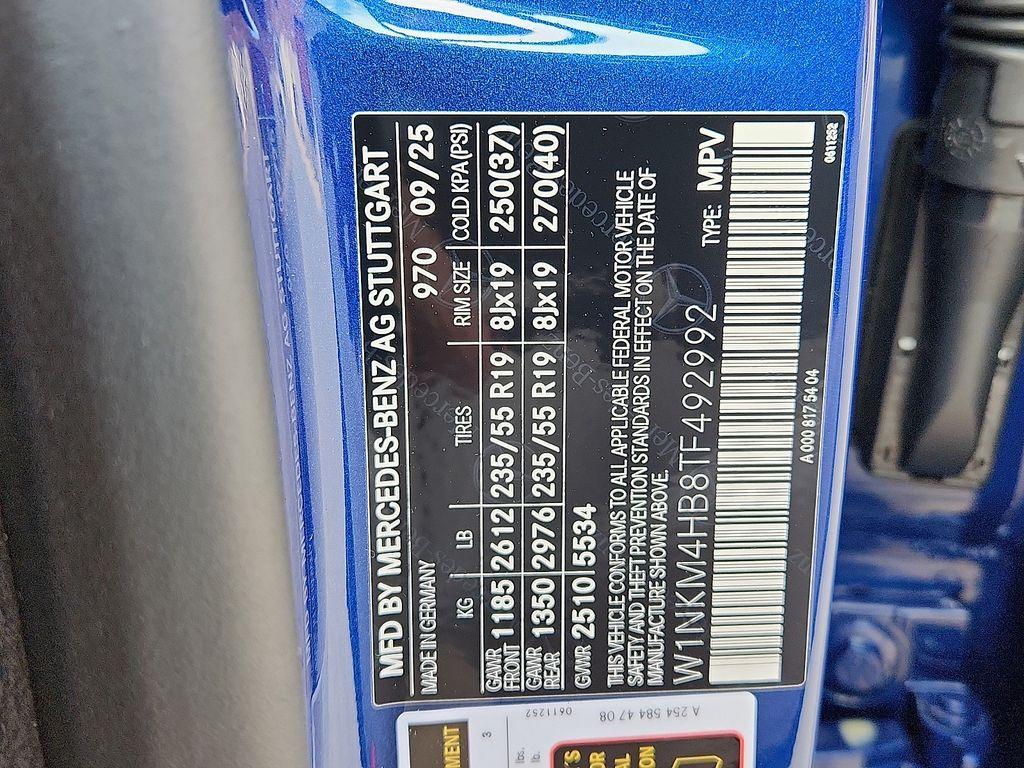 MFD BY MERCEDES-BENZ AG STUTTGART
MADE IN GERMANY 970 09/25
KG LB TIRES RIM SIZE COLD KPA (PSI)
GAWR FRONT 1185 2612 235/55 R19 8Jx19 250(37)
GAWR REAR 1350 2976 235/55 R19 8Jx19 270(40)
GVWR 2510 5534
THIS VEHICLE CONFORMS TO ALL APPLICABLE FEDERAL MOTOR VEHICLE
SAFETY AND THEFT PREVENTION STANDARDS IN EFFECT ON THE DATE OF
MANUFACTURE SHOWN ABOVE.
W1NKM4HB8TF492992 TYPE: MPV
A 000 817 54 04
0611292
A 254 584 47 08
0611252
3
lbs.
lb.